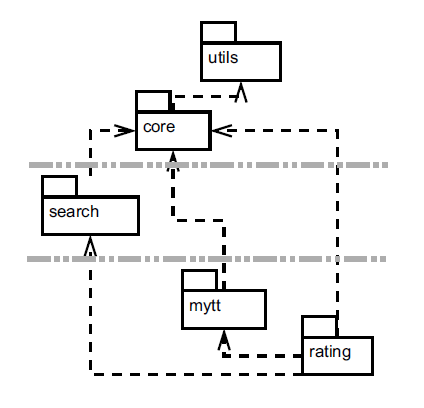 utils
core
search
mytt
rating